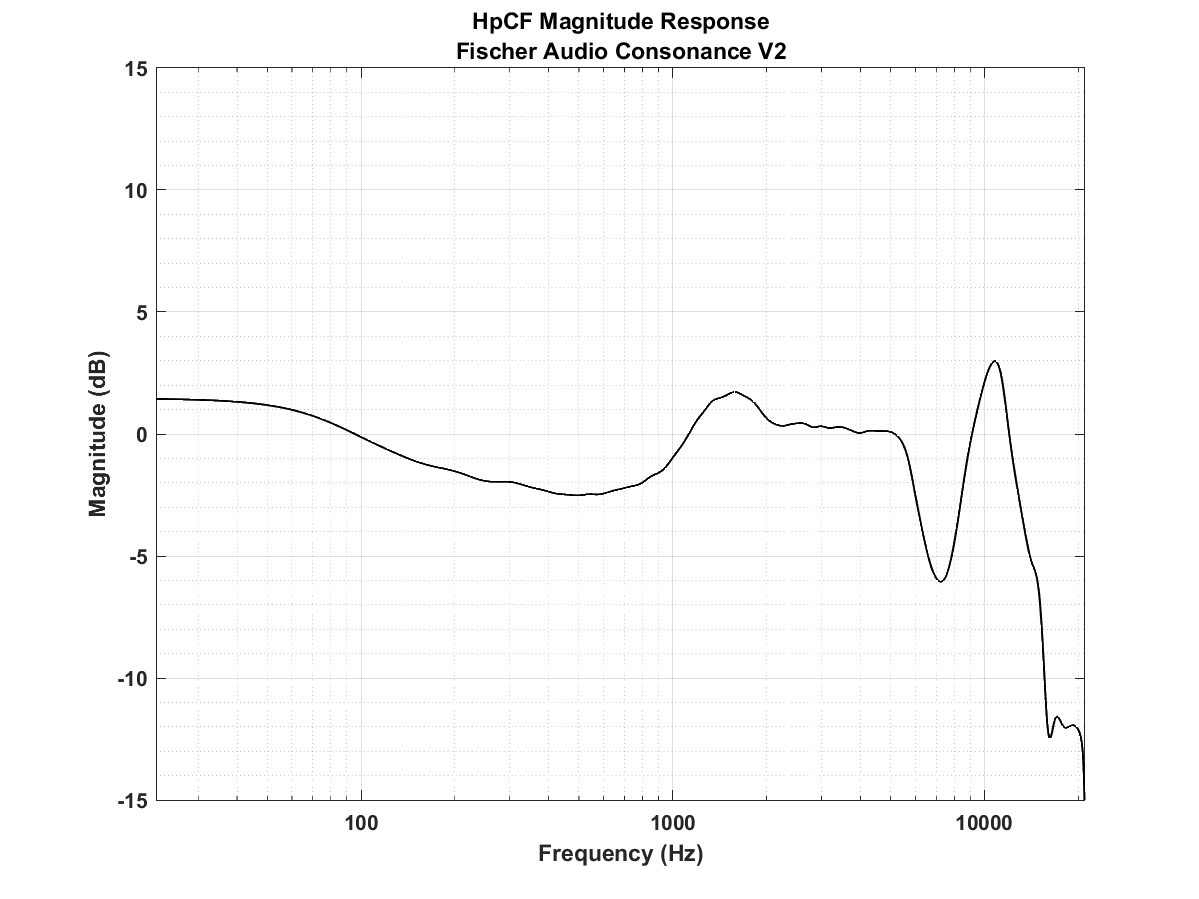 HpCF Magnitude Response
Fischer Audio Consonance V2
15
10
5
0
-5
-10
-15
Magnitude (dB)
100
1000
10000
Frequency (Hz)